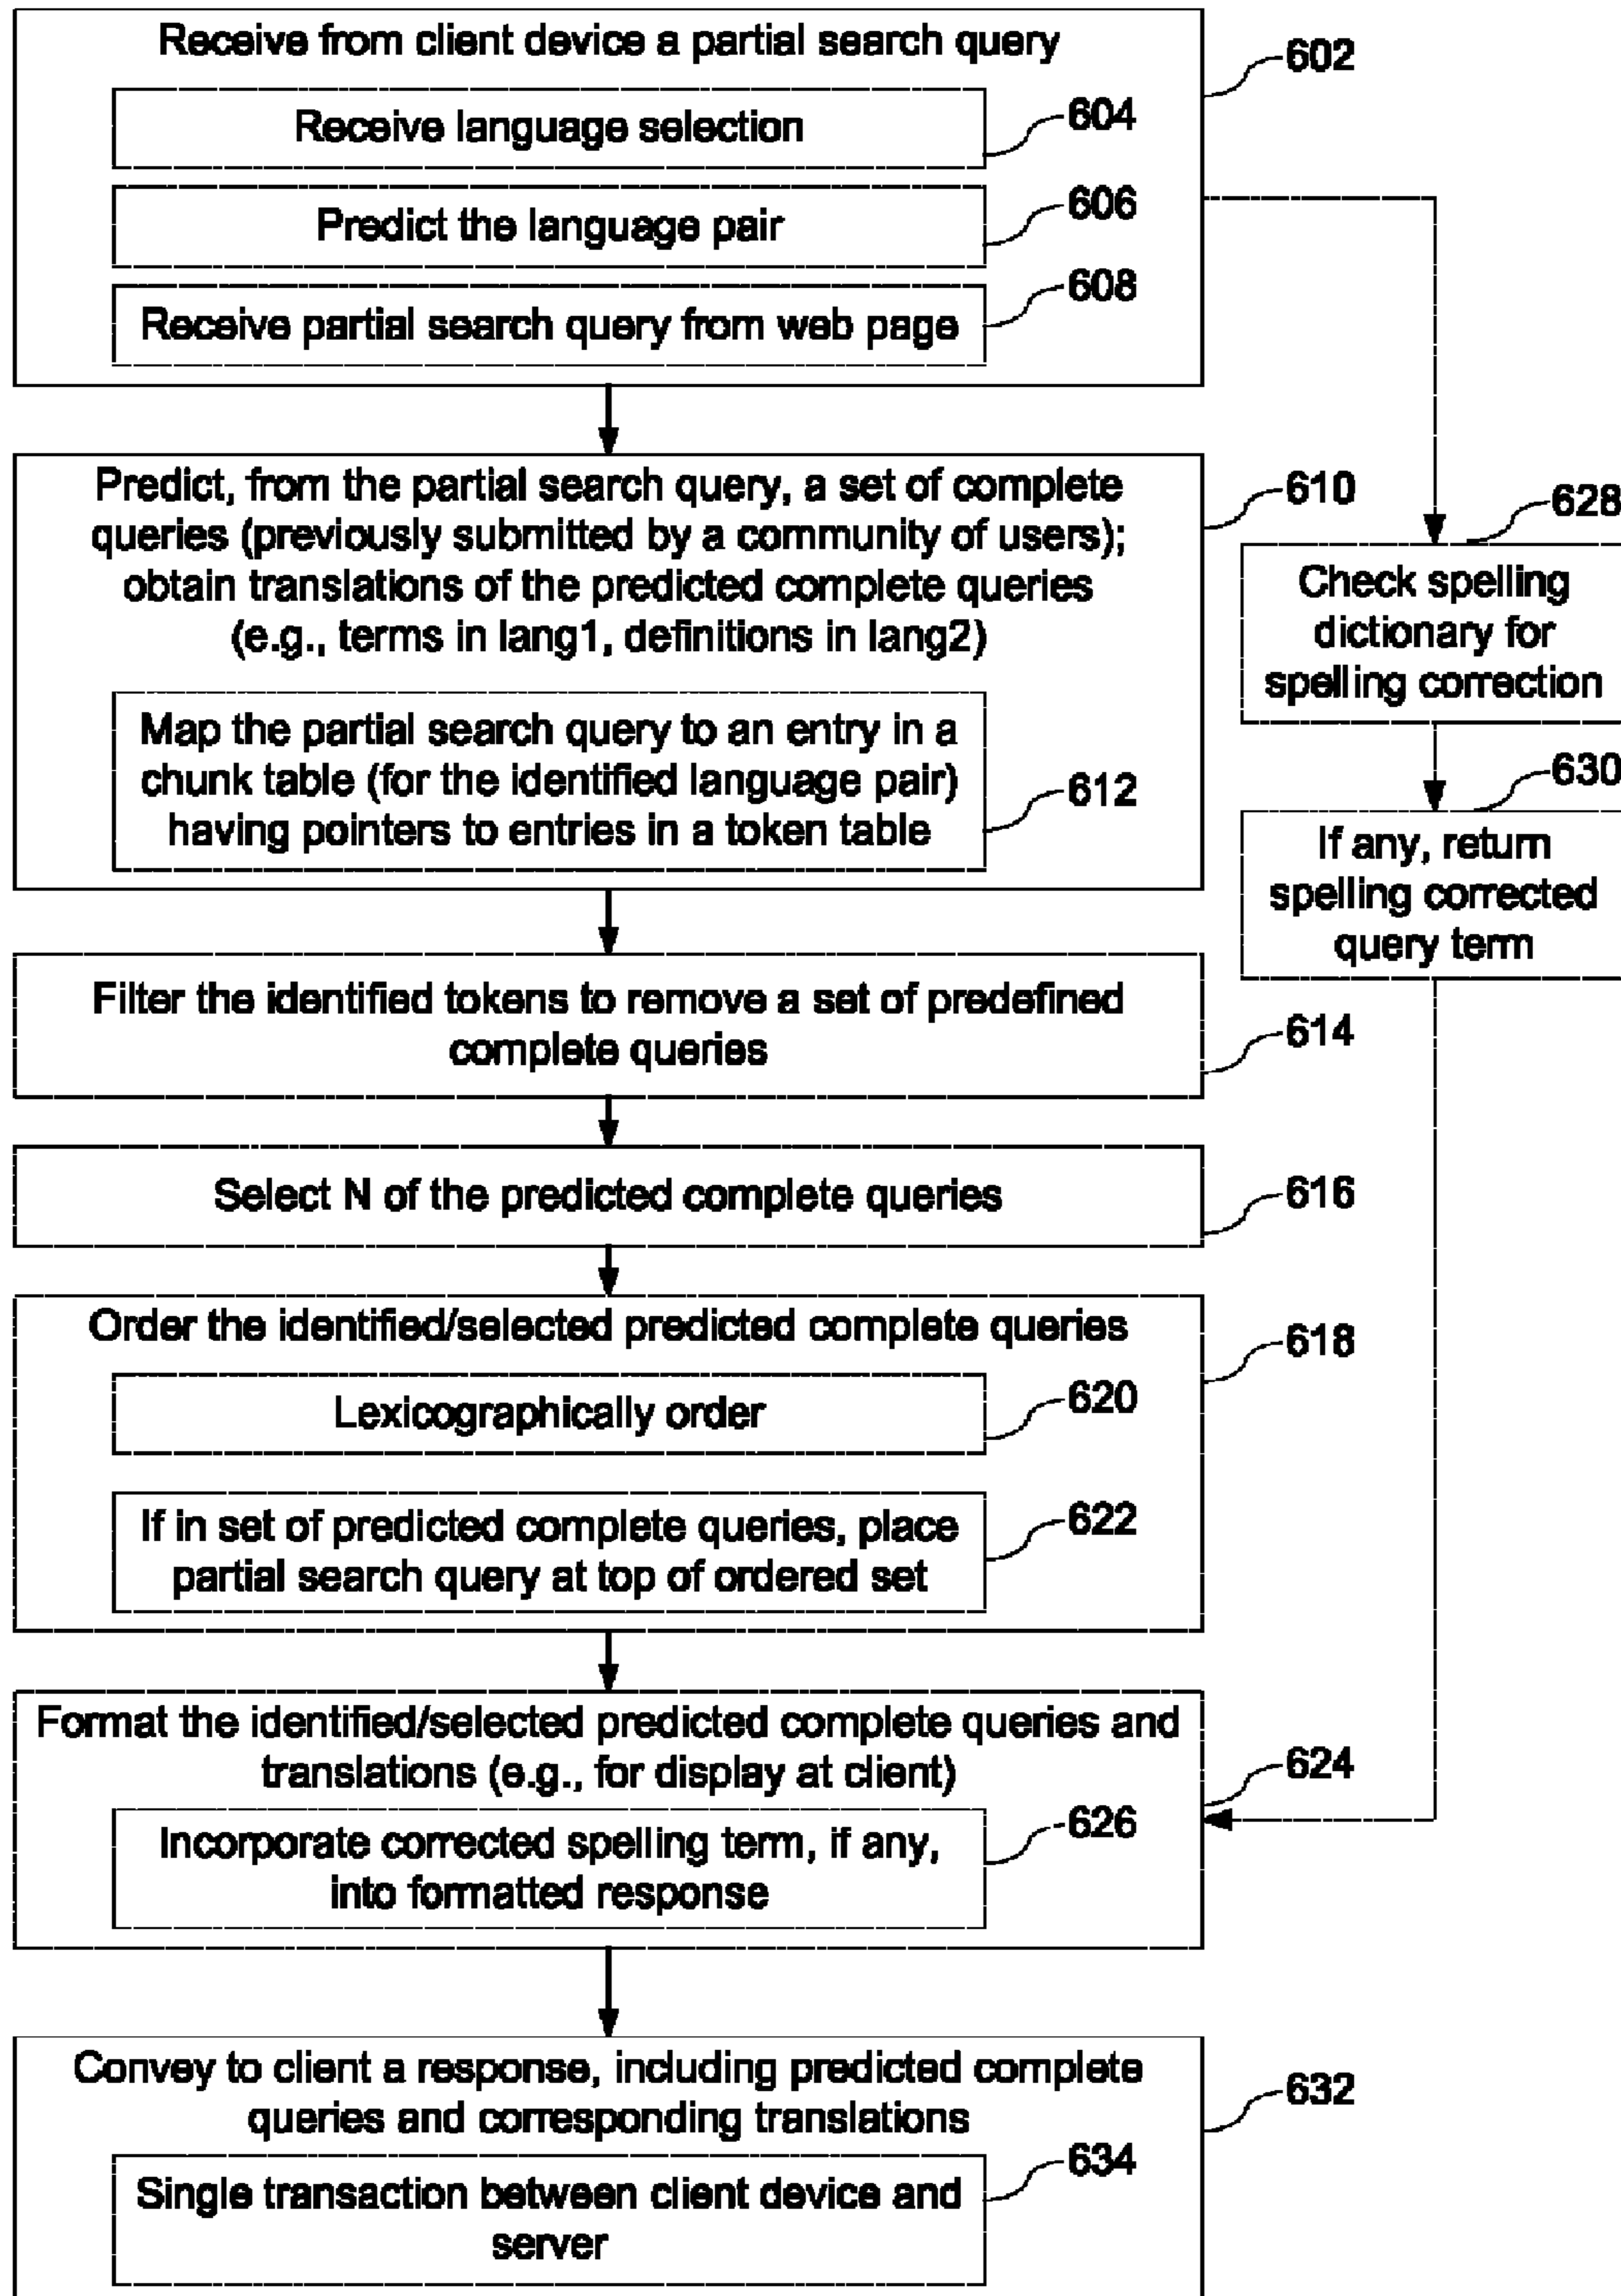 Receive from client device a partial search query
602
Receive language selection
604
Predict the language pair
606
Receive partial search query from web page
608
Predict, from the partial search query, a set of complete
queries (previously submitted by a community of users);
obtain translations of the predicted complete queries
(e.g., terms in lang1, definitions in lang2)
610
Map the partial search query to an entry in a
chunk table (for the identified language pair)
having pointers to entries in a token table
612
628
Check spelling
dictionary for
spelling correction
630
If any, return
spelling corrected
query term
Filter the identified tokens to remove a set of predefined
complete queries
614
Select N of the predicted complete queries
616
Order the identified/selected predicted complete queries
618
Lexicographically order
620
If in set of predicted complete queries, place
partial search query at top of ordered set
622
Format the identified/selected predicted complete queries and
translations (e.g., for display at client)
624
Incorporate corrected spelling term, if any,
into formatted response
626
Convey to client a response, including predicted complete
queries and corresponding translations
632
Single transaction between client device and
server
634